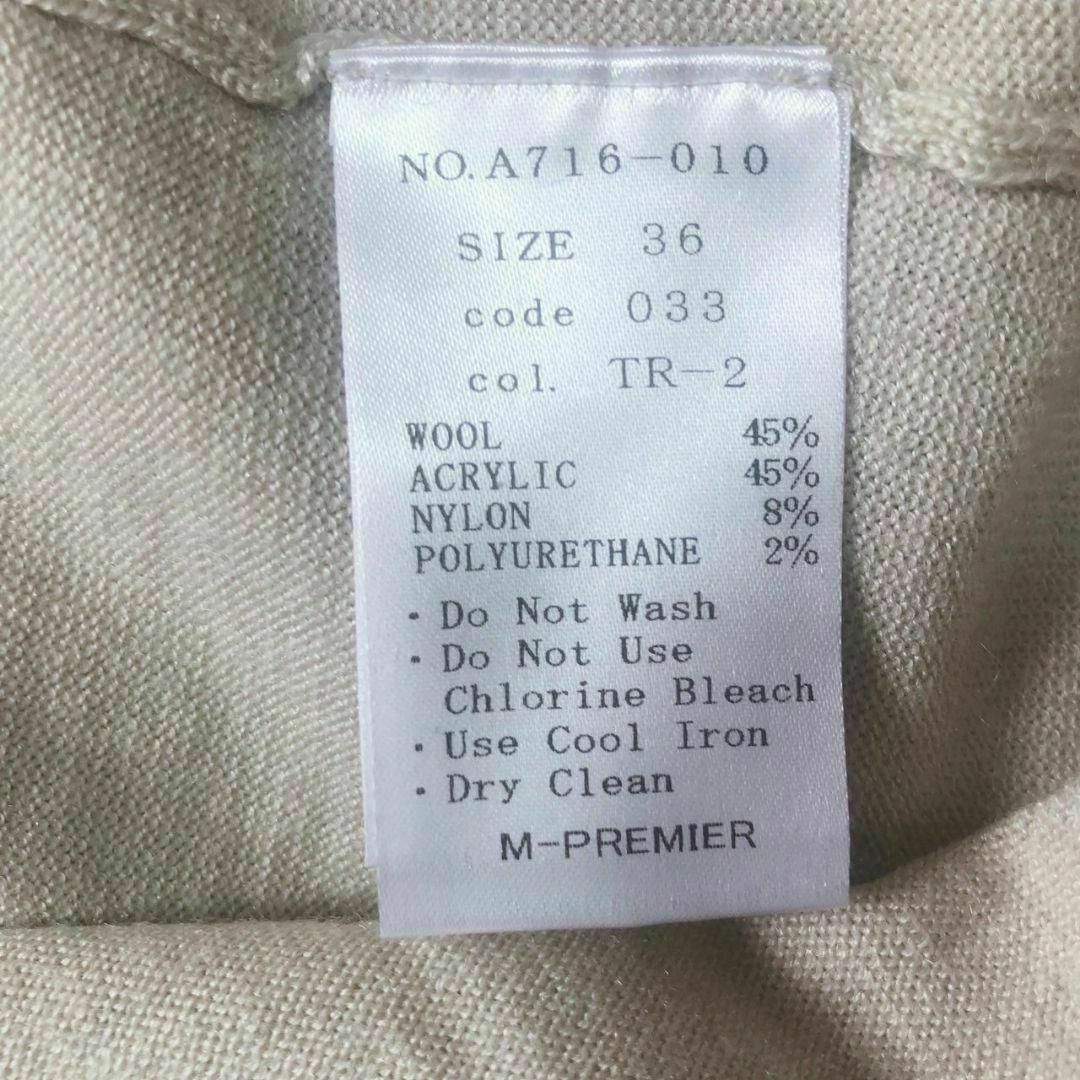 NO.A716-010
SIZE 36
code 033
col. TR-2
WOOL 45%
ACRYLIC 45%
NYLON 8%
POLYURETHANE 2%
・Do Not Wash
・Do Not Use
Chlorine Bleach
・Use Cool Iron
・Dry Clean
M-PREMIER